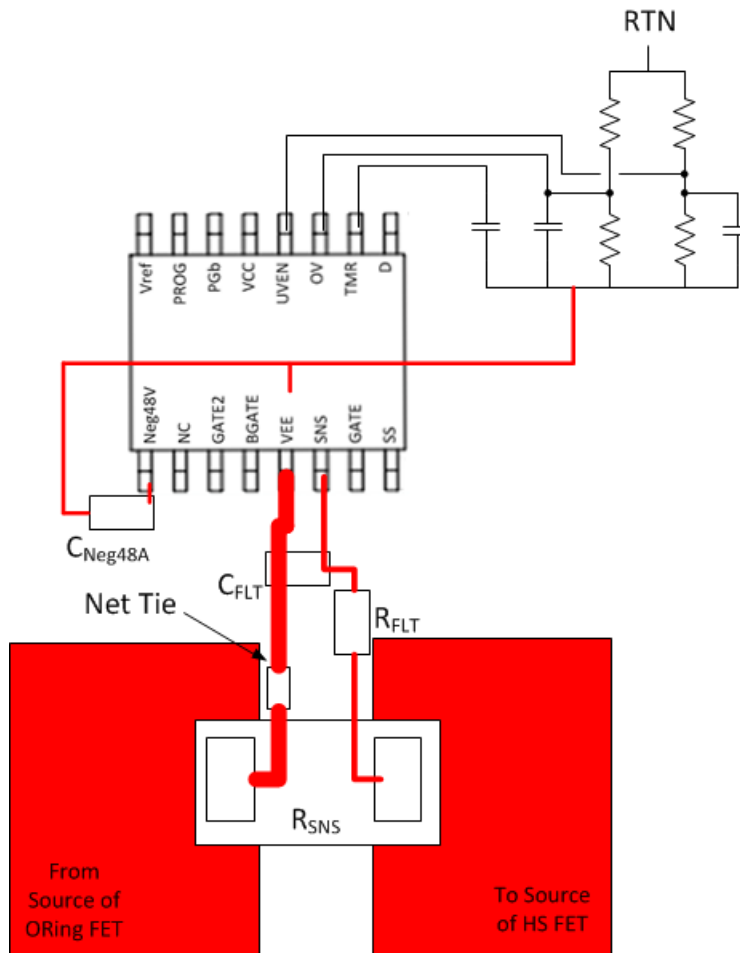 RTN
Vref
PROG
PGb
VCC
UVEN
OV
TMR
D
Neg48V
NC
GATE2
BGATE
VEE
SNS
GATE
SS
CNeg48A
CFLT
Net Tie
RFLT
RSNS
From
Source of
ORing FET
To Source
of HS FET